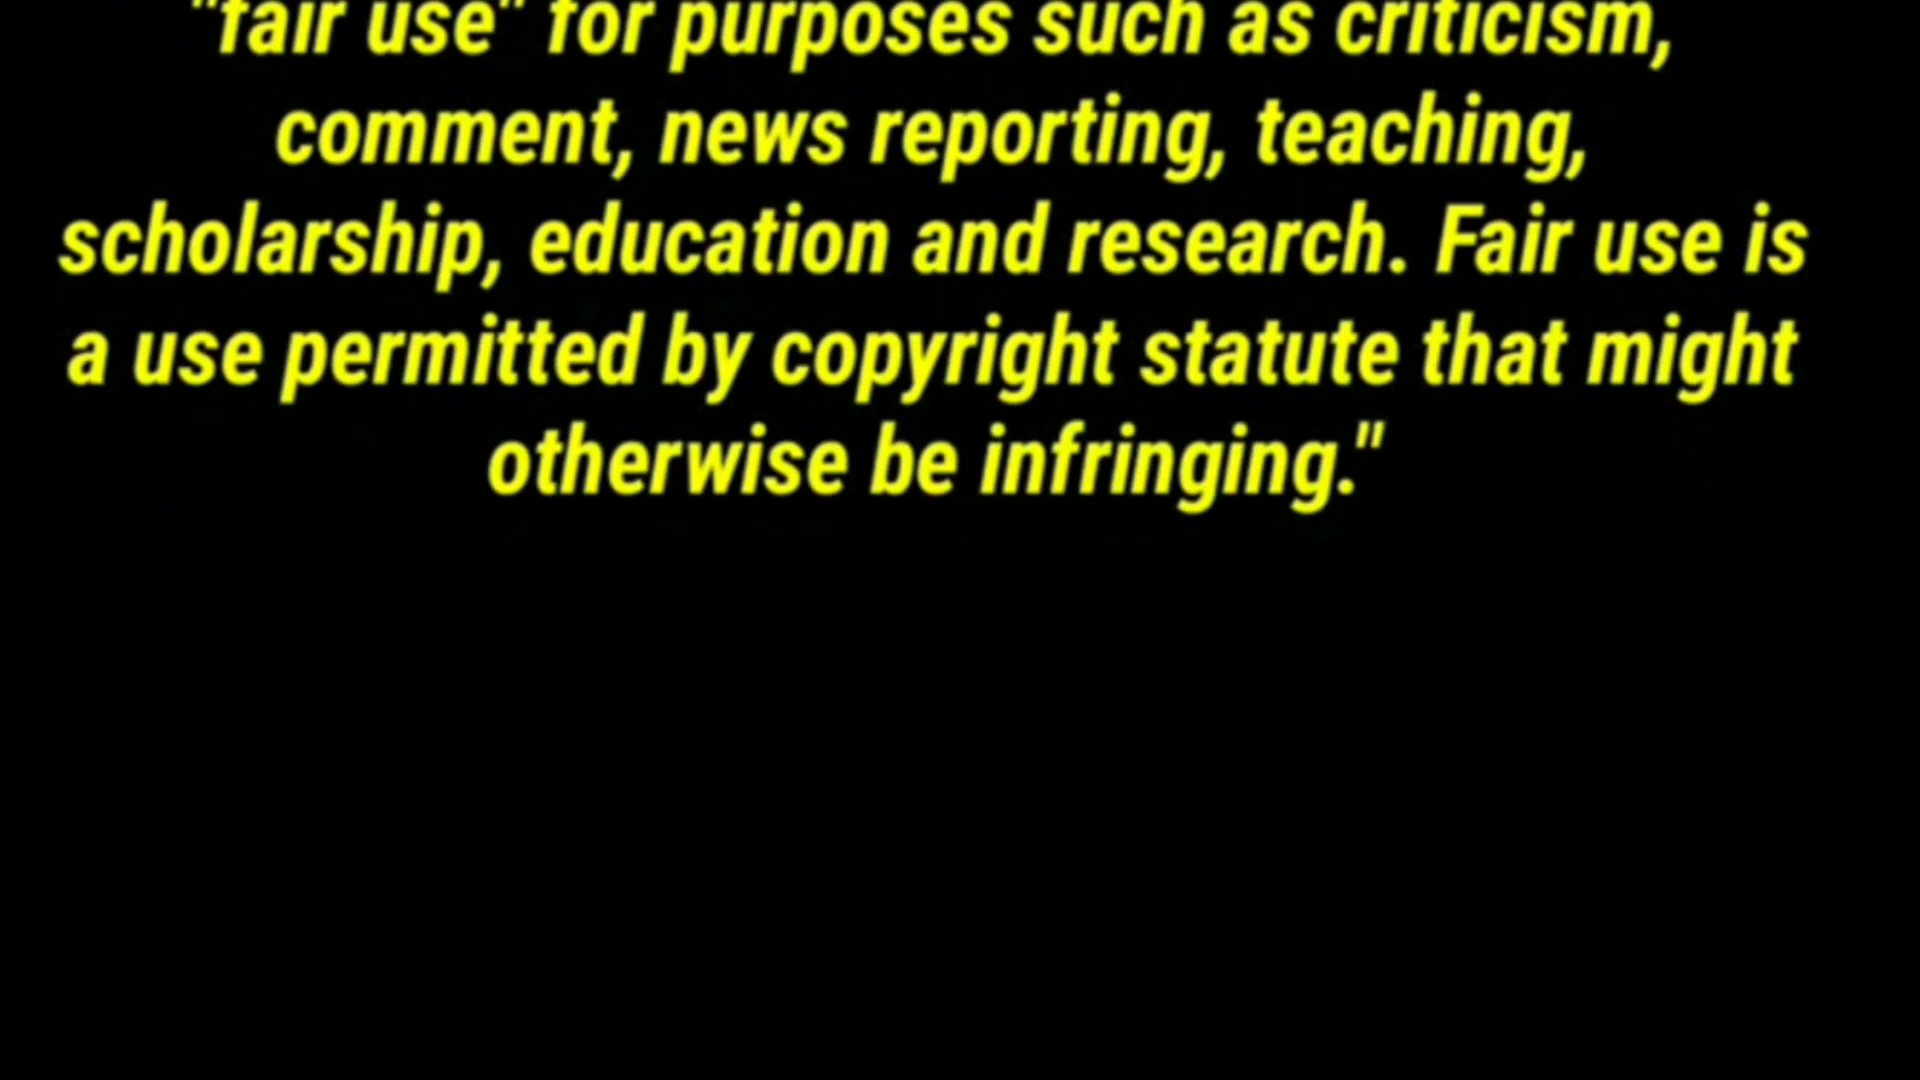 "fair use" for purposes such as criticism,
comment, news reporting, teaching,
scholarship, education and research. Fair use is
a use permitted by copyright statute that might
otherwise be infringing."